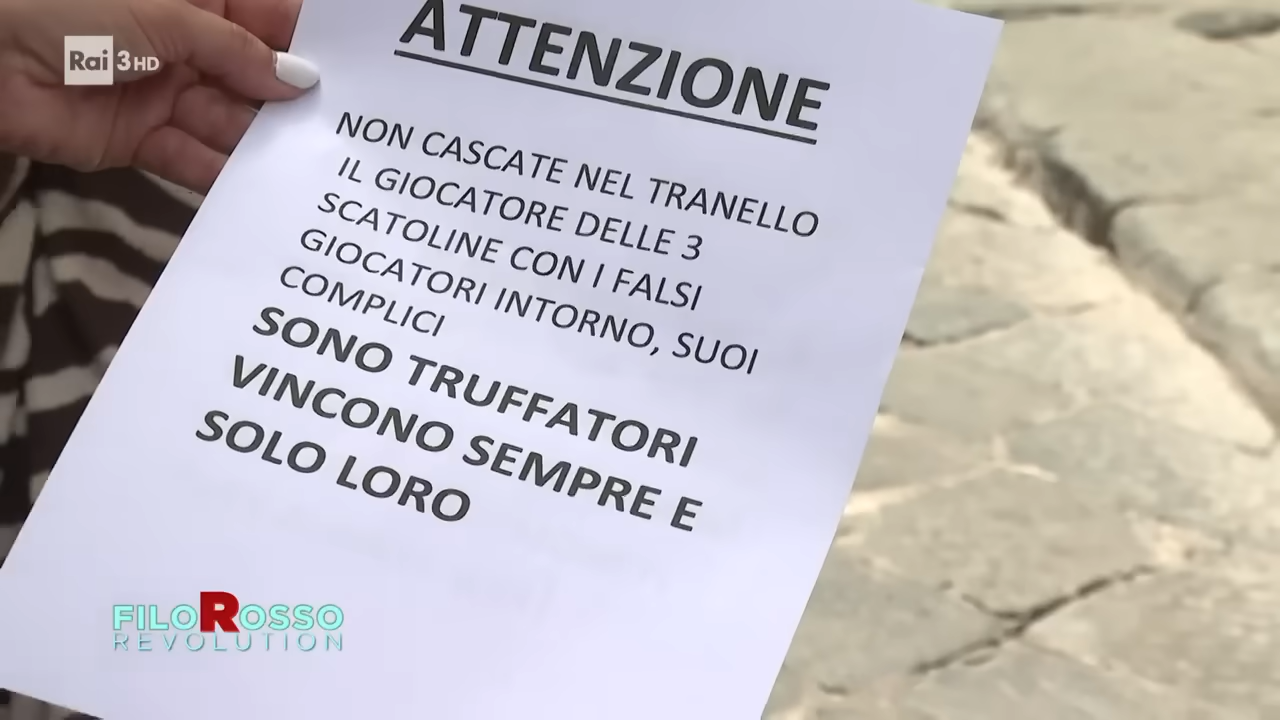 Rai 3HD
ATTENZIONE
NON CASCATE NEL TRANELLO
IL GIOCATORE DELLE 3
SCATOLINE CON I FALSI
GIOCATORI INTORNO, SUOI
COMPLICI
SONO TRUFFATORI
VINCONO SEMPRE E
SOLO LORO
FILOROSSO
REVOLUTION